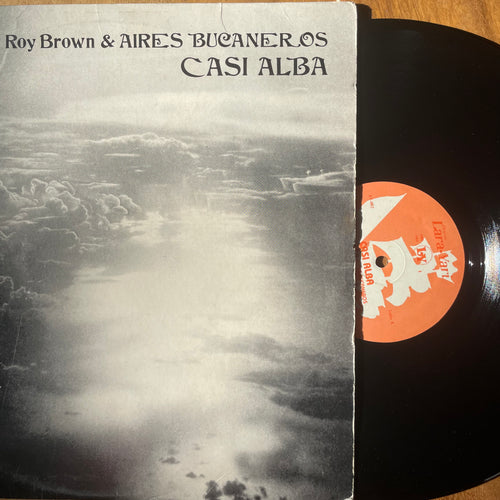 Roy Brown & AIRES BUCANEROS
CASI ALBA
Lara-Yarí
CASI ALBA